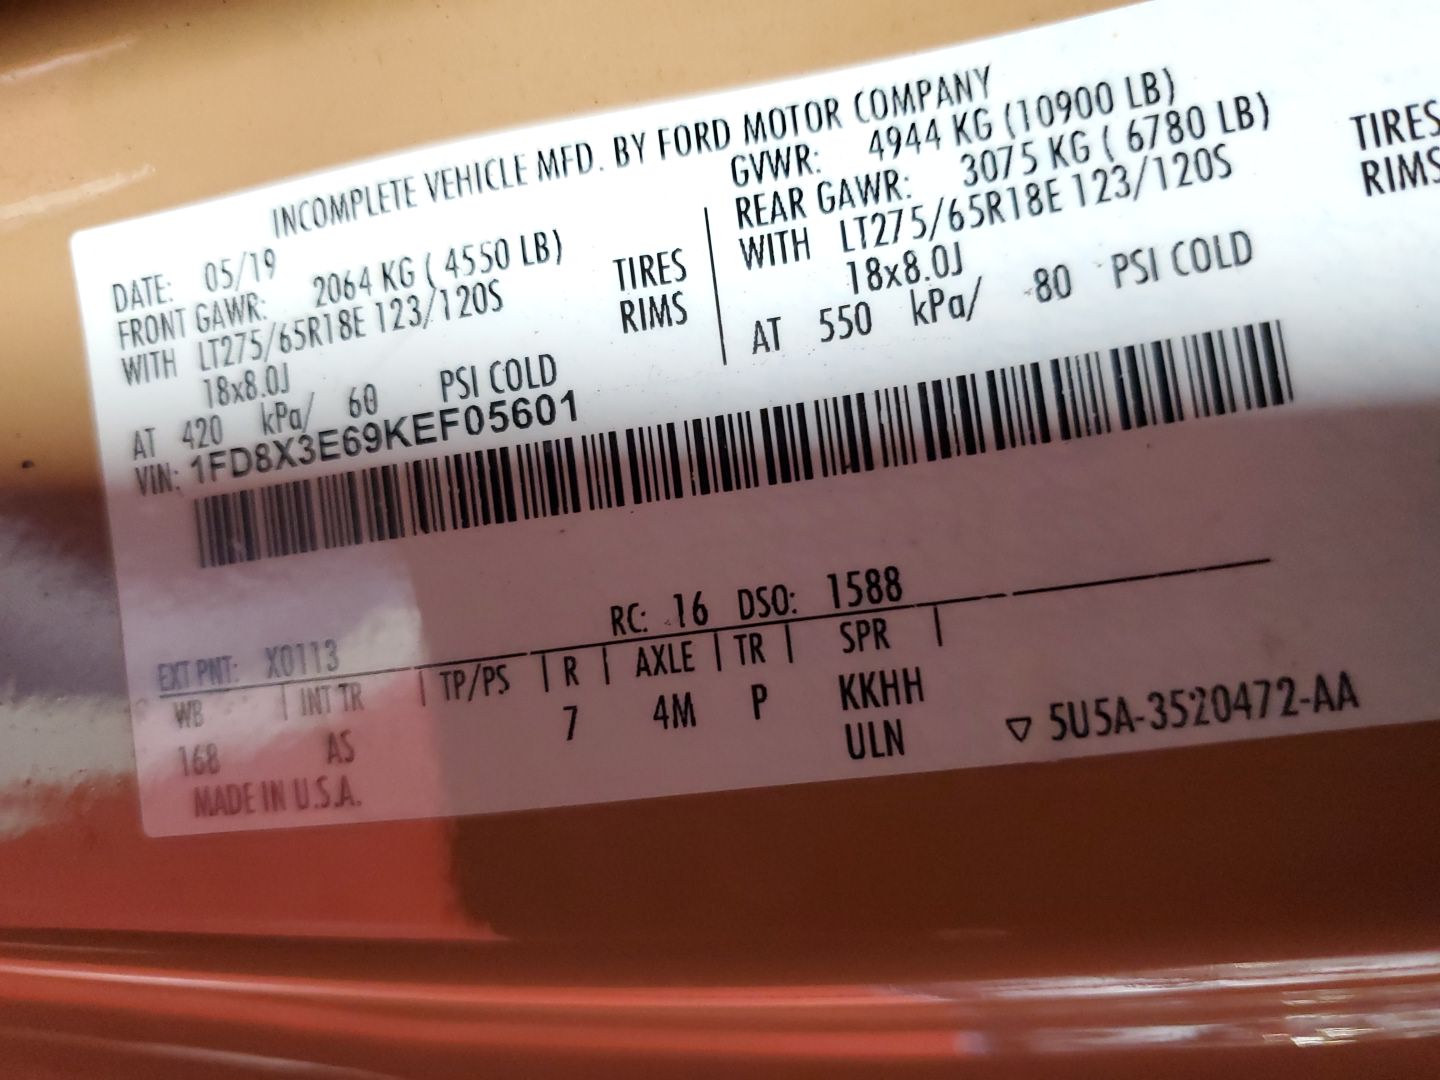 INCOMPLETE VEHICLE MFD. BY FORD MOTOR COMPANY
DATE: 05/19
GVWR: 4944 KG (10900 LB)
FRONT GAWR: 2064 KG ( 4550 LB)
REAR GAWR: 3075 KG ( 6780 LB)
WITH LT275/65R18E 123/120S TIRES
WITH LT275/65R18E 123/120S TIRES
18x8.0J RIMS
18x8.0J RIMS
AT 420 kPa/ 60 PSI COLD
AT 550 kPa/ 80 PSI COLD
VIN: 1FD8X3E69KEF05601
EXT PNT: X0113 RC: 16 DSO: 1588
WB | INT TR | TP/PS | R | AXLE | TR | SPR |
168 AS 7 4M P KKHH
ULN ▽ 5U5A-3520472-AA
MADE IN U.S.A.